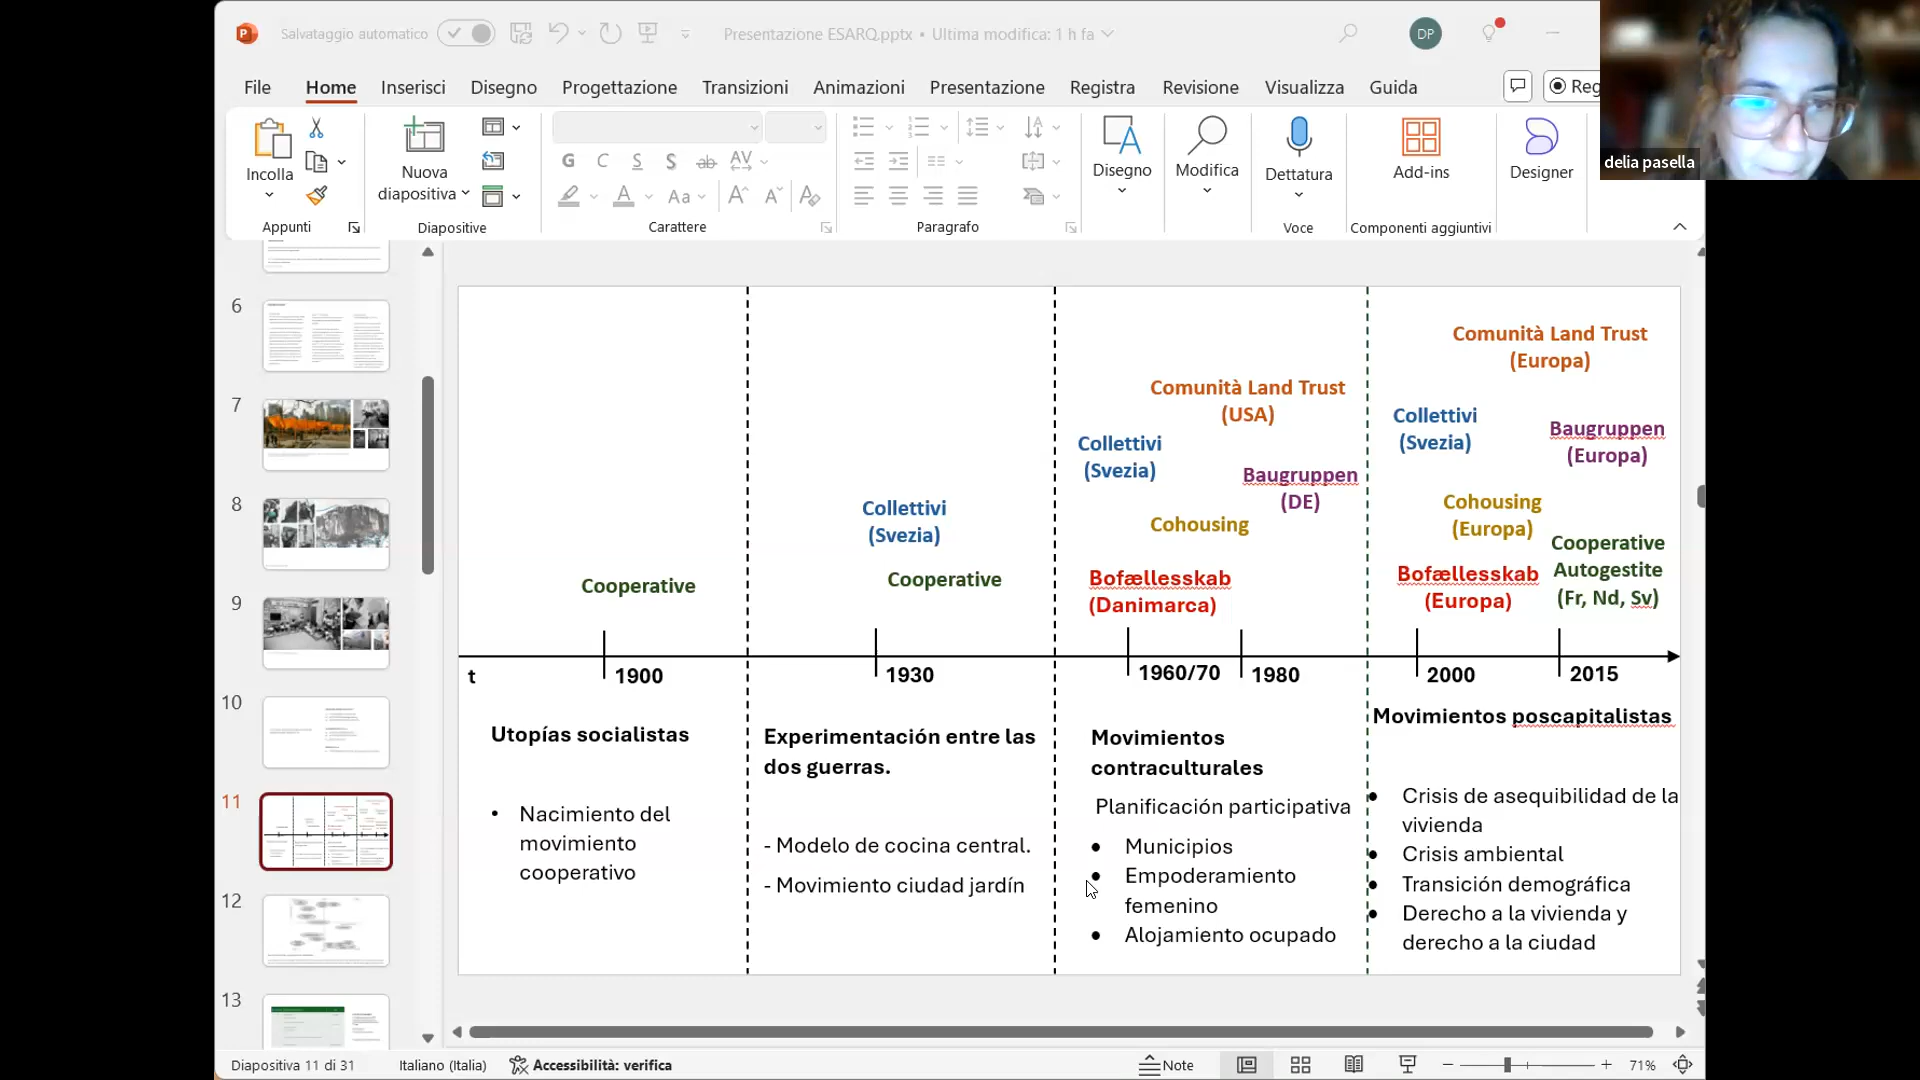 Salvataggio automatico
Presentazione ESARQ.pptx • Ultima modifica: 1 h fa
DP
File Home Inserisci Disegno Progettazione Transizioni Animazioni Presentazione Registra Revisione Visualizza Guida
Reg
delia pasella
Incolla
Nuova
diapositiva
G C S S ab AV
A Aa A A
Disegno
Modifica
Dettatura
Add-ins
Designer
Appunti
Diapositive
Carattere
Paragrafo
Voce
Componenti aggiuntivi
6
7
8
9
10
11
12
13
Comunità Land Trust
(Europa)
Comunità Land Trust
(USA)
Collettivi
(Svezia)
Baugruppen
(Europa)
Collettivi
(Svezia)
Baugruppen
(DE)
Collettivi
(Svezia)
Cohousing
Cohousing
(Europa)
Cooperative
Autogestite
(Fr, Nd, Sv)
Cooperative
Cooperative
Bofællesskab
(Danimarca)
Bofællesskab
(Europa)
t
1900
1930
1960/70
1980
2000
2015
Utopías socialistas
• Nacimiento del
movimiento
cooperativo
Experimentación entre las
dos guerras.
- Modelo de cocina central.
- Movimiento ciudad jardín
Movimientos
contraculturales
Planificación participativa
• Municipios
• Empoderamiento
femenino
• Alojamiento ocupado
Movimientos poscapitalistas
• Crisis de asequibilidad de la
vivienda
• Crisis ambiental
• Transición demográfica
• Derecho a la vivienda y
derecho a la ciudad
Diapositiva 11 di 31
Italiano (Italia)
Accessibilità: verifica
Note
71%